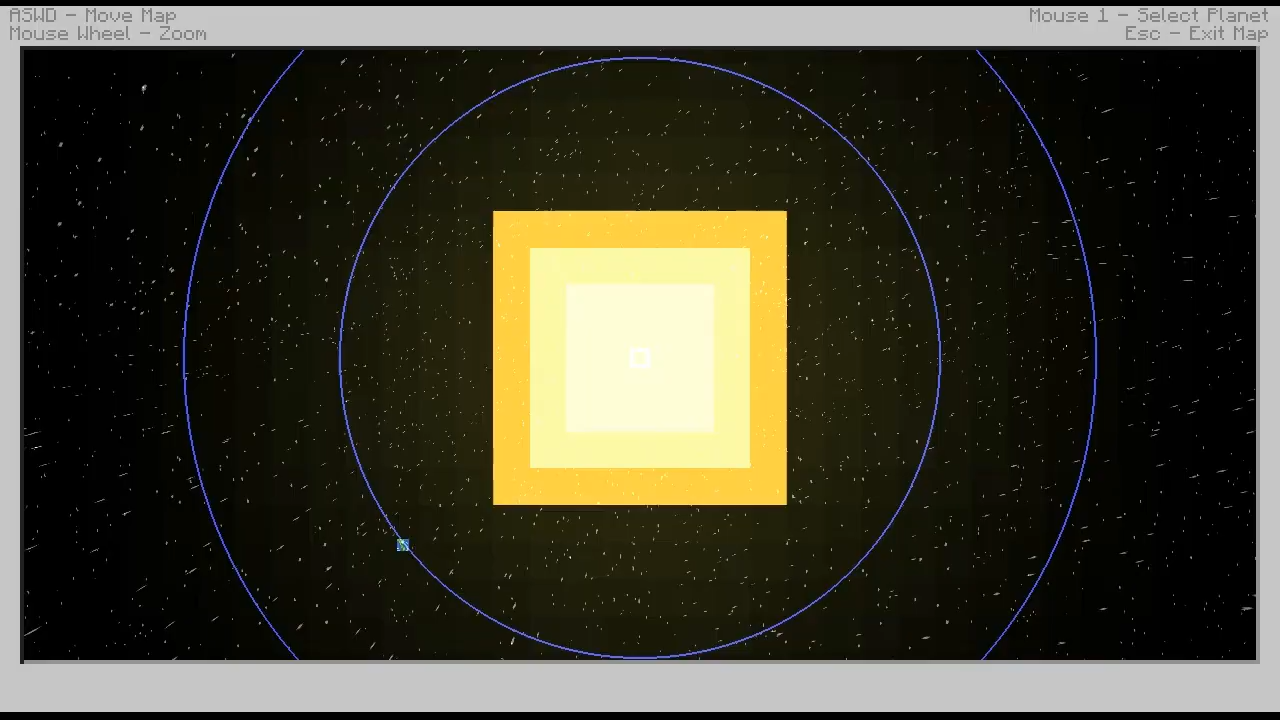 ASWD - Move Map
Mouse 1 - Select Planet
Mouse Wheel - Zoom
Esc - Exit Map